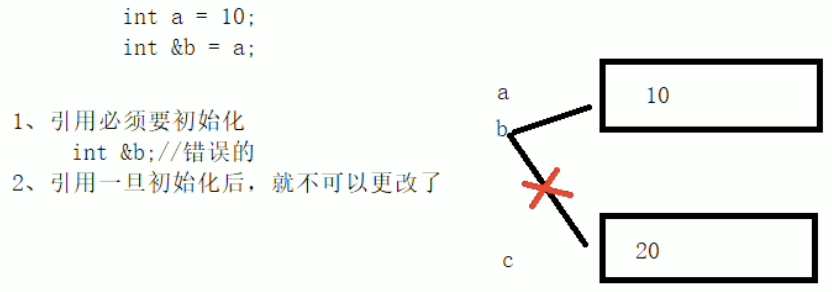 int a = 10;
int &b = a;
1、引用必须要初始化
int &b;//错误的
2、引用一旦初始化后，就不可以更改了
a
10
b
c
20